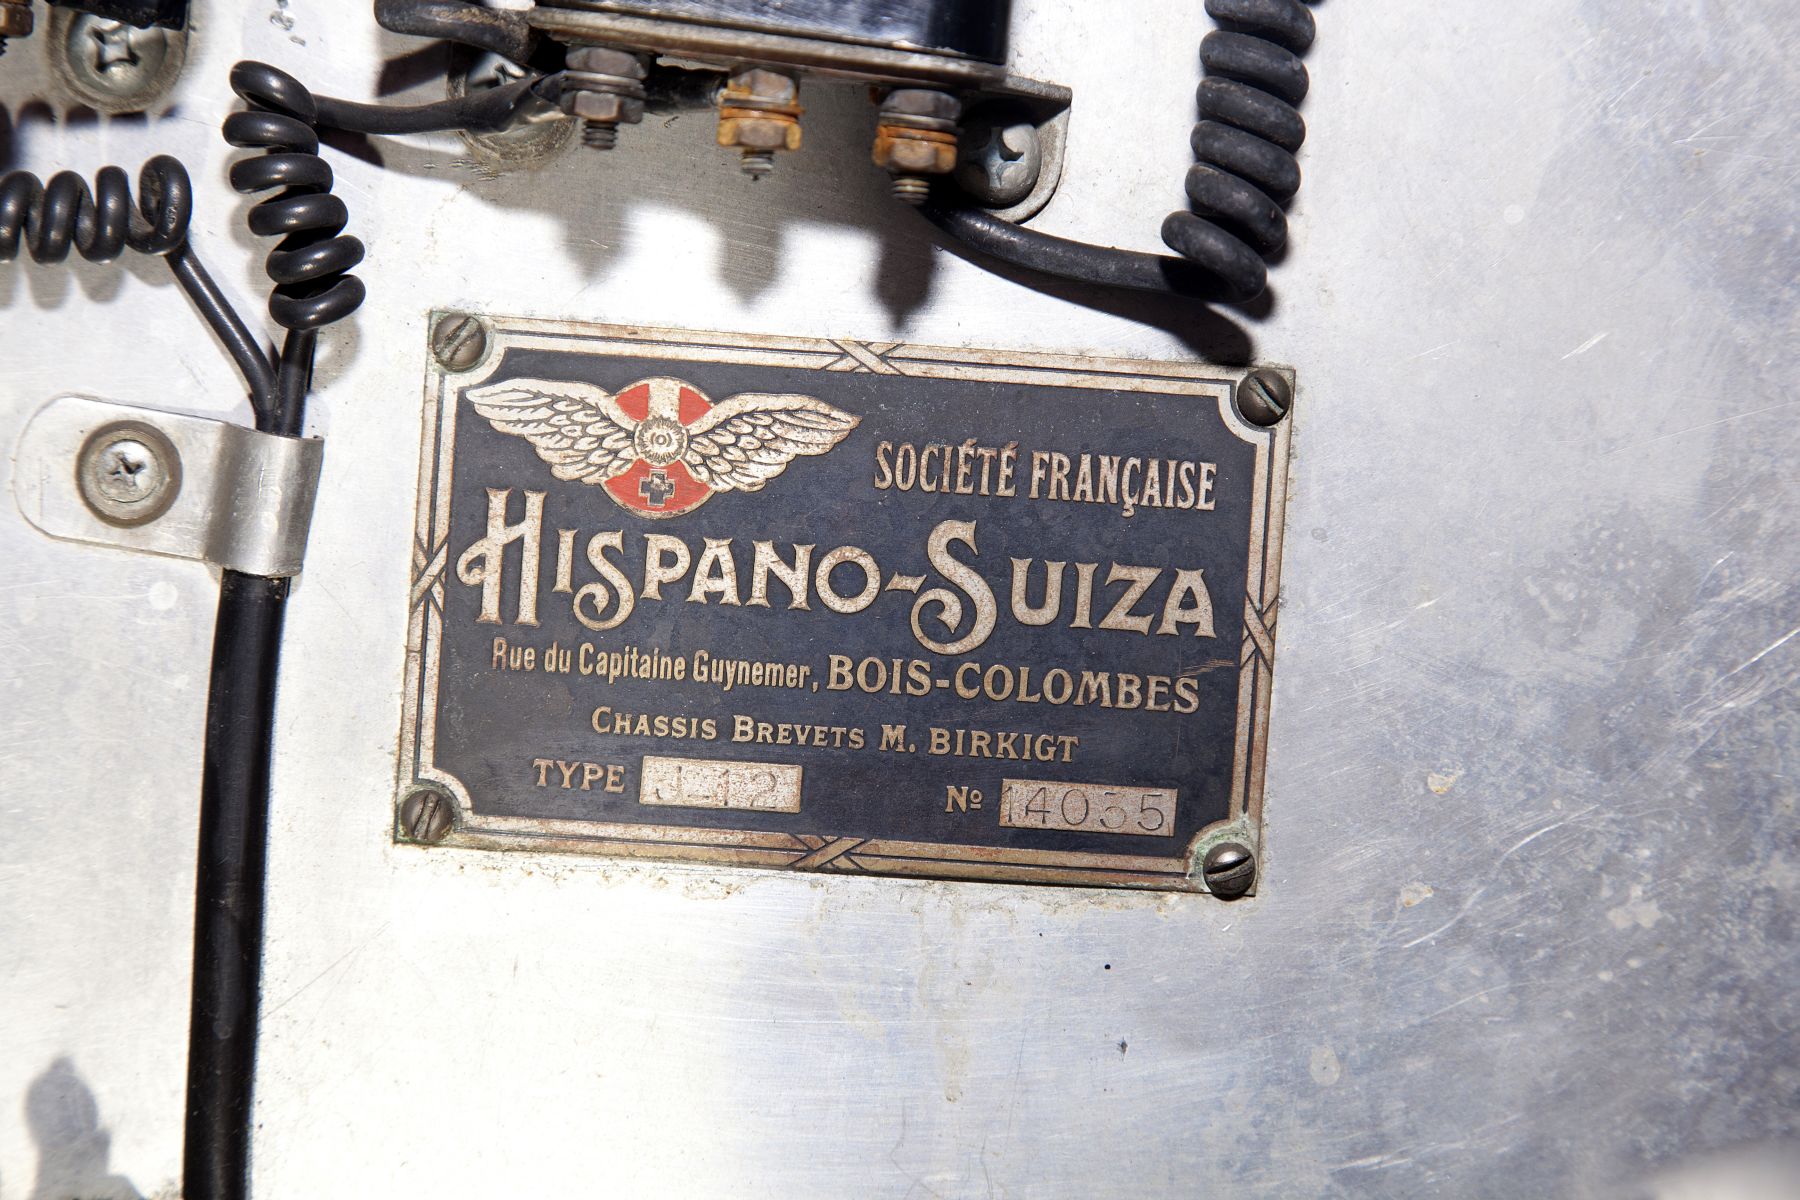 SOCIÉTÉ FRANÇAISE
HISPANO-SUIZA
Rue du Capitaine Guynemer, BOIS-COLOMBES
CHASSIS BREVETS M. BIRKIGT
TYPE J 12 Nº 14035